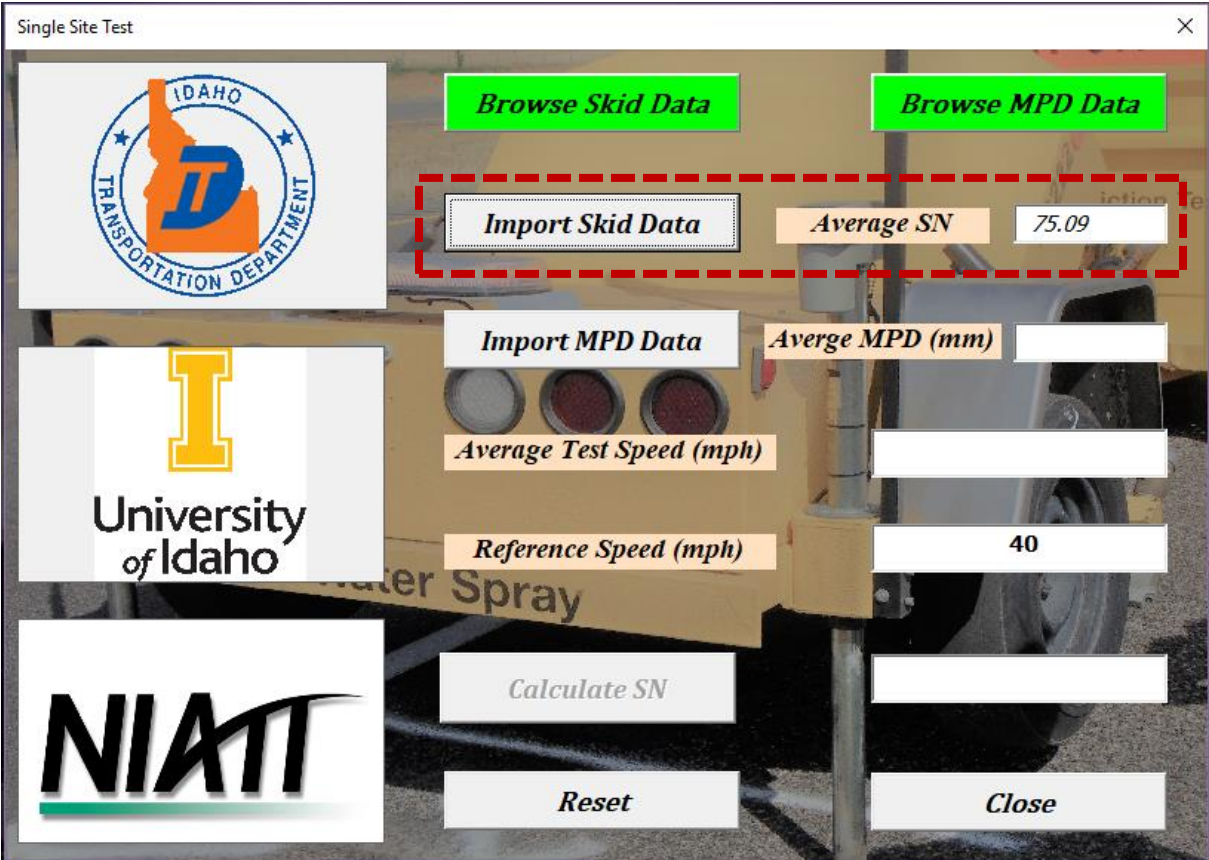 Single Site Test
IDAHO
TRANSPORTATION DEPARTMENT
Browse Skid Data
Browse MPD Data
Import Skid Data
Average SN
75.09
iction Te
Import MPD Data
Averge MPD (mm)
University
of Idaho
Average Test Speed (mph)
Reference Speed (mph)
40
ater Spray
Calculate SN
NIATT
Reset
Close